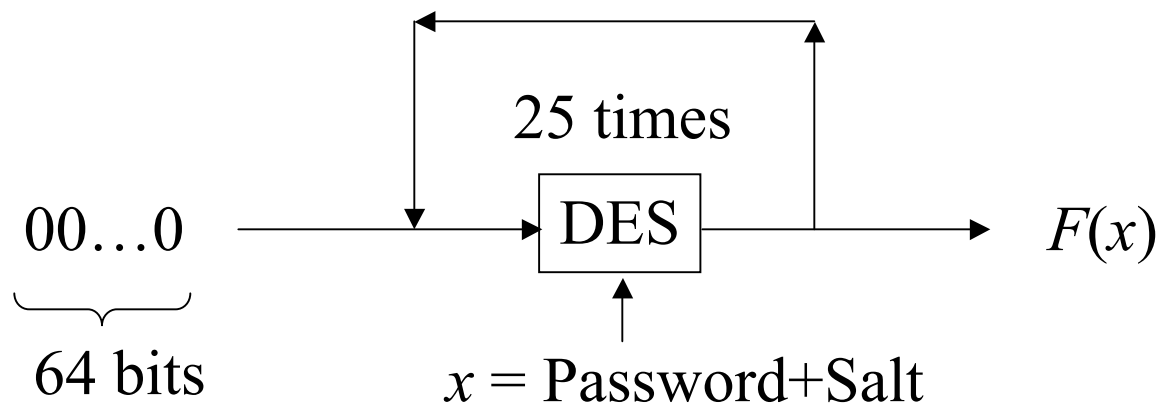 25 times
00…0
DES
F(x)
64 bits
x = Password+Salt